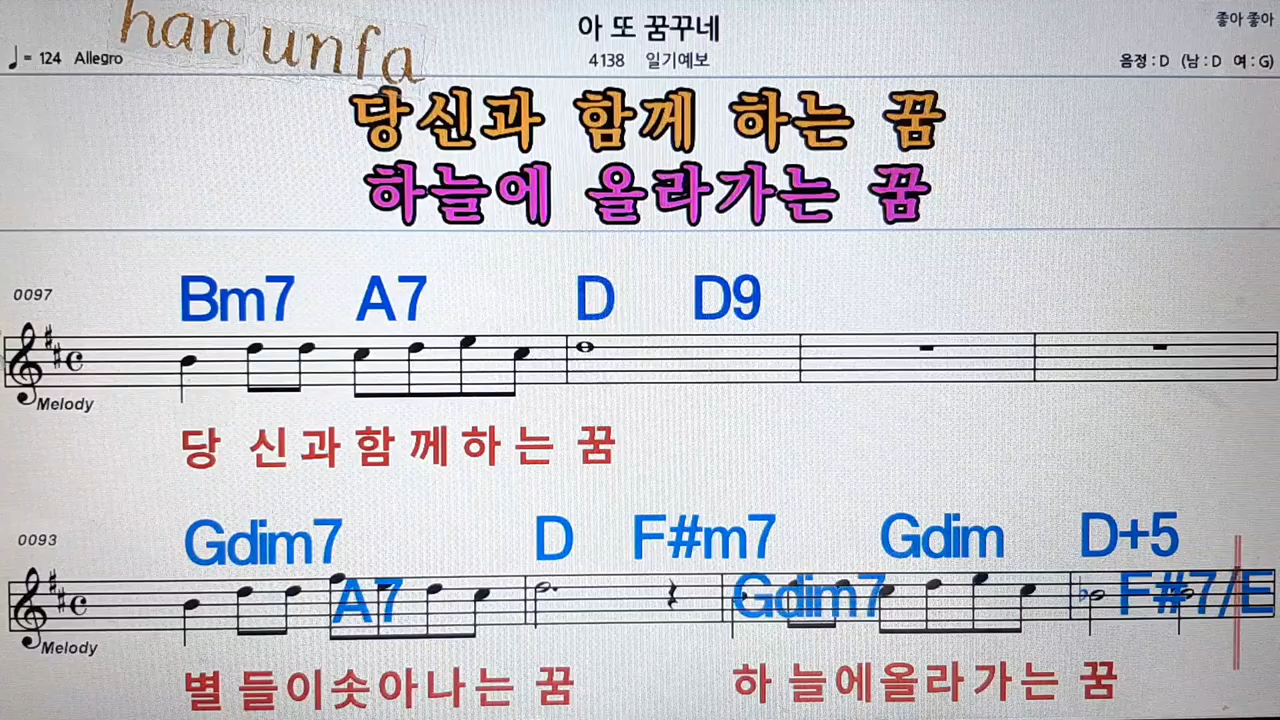 han unfa
아 또 꿈꾸네
좋아 좋아
♩= 124 Allegro
4138 일기예보
음정 : D (남 : D 여 : G)
당신과 함께 하는 꿈
하늘에 올라가는 꿈
0097
Bm7 A7 D D9
Melody
당 신과함께하는 꿈
0093
Gdim7 D F#m7 Gdim D+5
A7 Gdim7 F#7/E
Melody
별 들이솟아나는 꿈 하 늘에올라가는 꿈